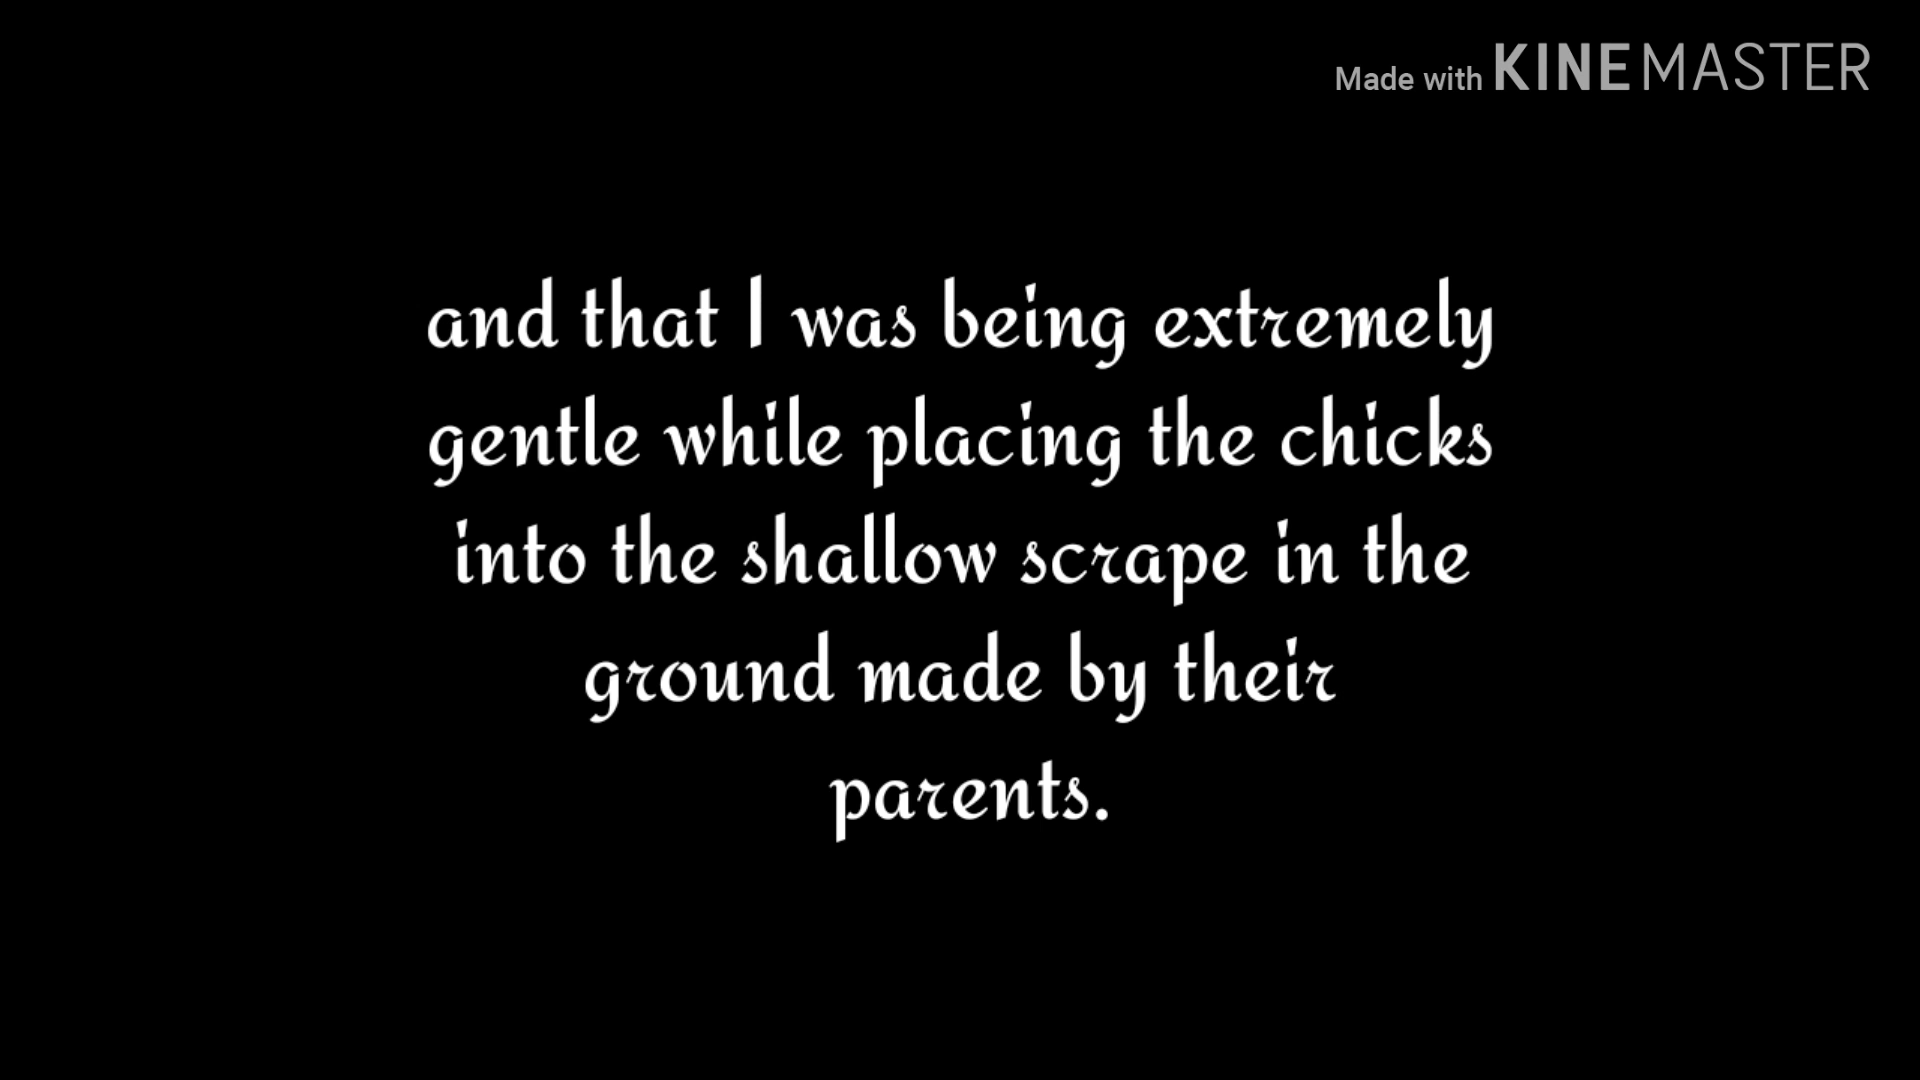 Made with KINEMASTER
and that I was being extremely
gentle while placing the chicks
into the shallow scrape in the
ground made by their
parents.